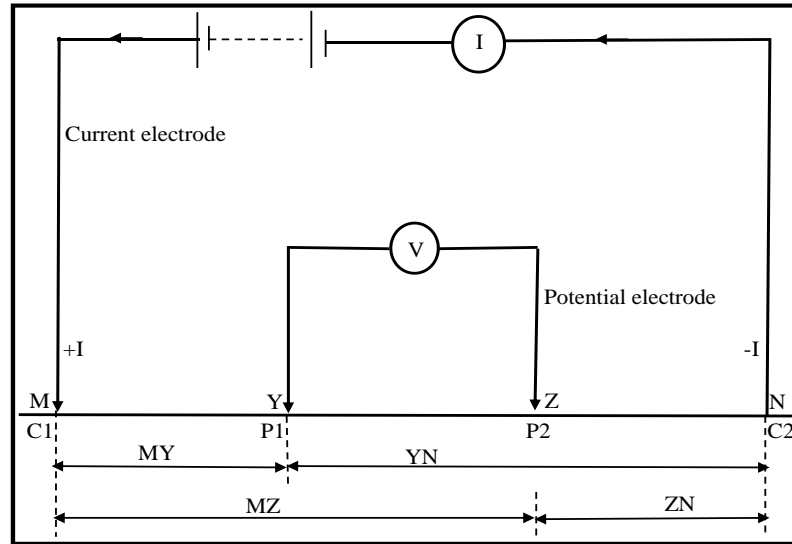 I
Current electrode
V
Potential electrode
+I -I
M Y Z N
C1 P1 P2 C2
MY YN
MZ ZN